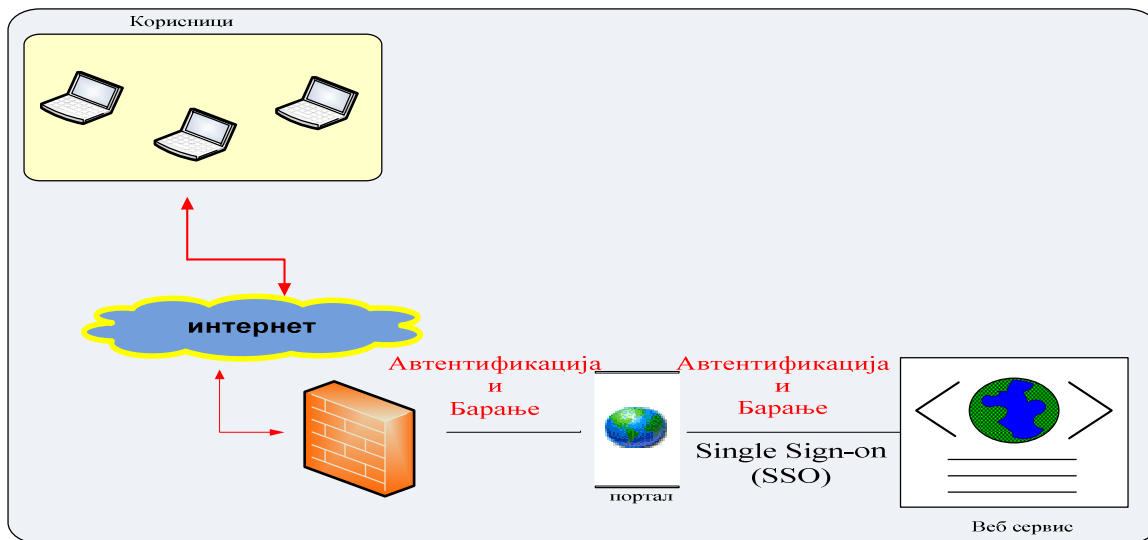 Корисници
интернет
Автентификација
и
Барање
Автентификација
и
Барање
Single Sign-on
(SSO)
портал
Веб сервис